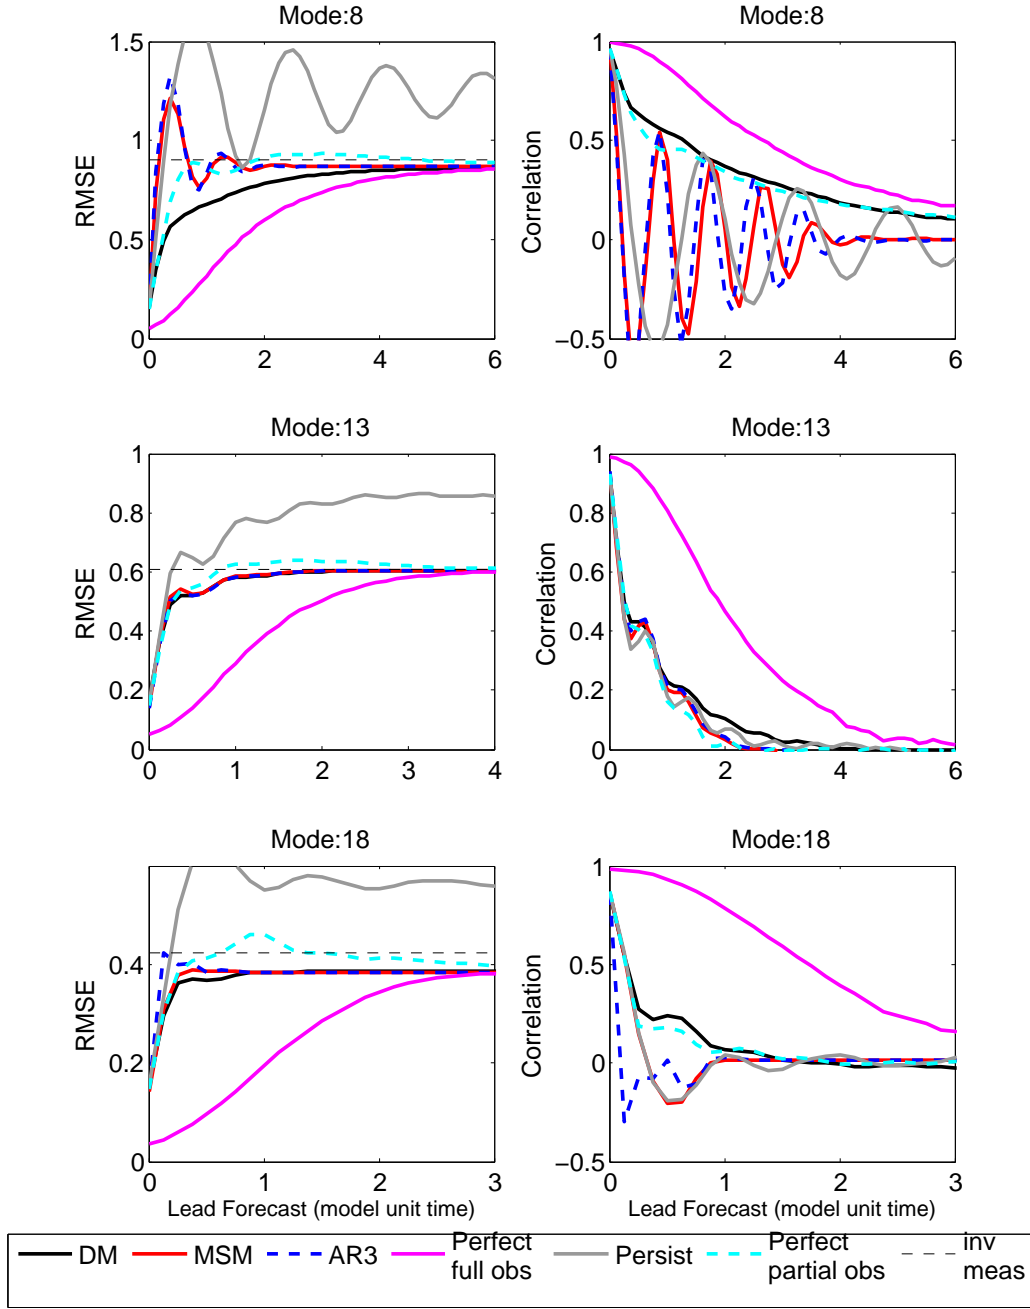 Mode:8
Mode:8
1.5
1
0.5
0
RMSE
0
2
4
6
1
0.5
0
−0.5
Correlation
0
2
4
6
Mode:13
Mode:13
1
0.8
0.6
0.4
0.2
0
RMSE
0
1
2
3
4
1
0.8
0.6
0.4
0.2
0
Correlation
0
2
4
6
Mode:18
Mode:18
0.4
0.2
0
RMSE
0
1
2
3
Lead Forecast (model unit time)
1
0.5
0
−0.5
Correlation
0
1
2
3
Lead Forecast (model unit time)
DM
MSM
AR3
Perfect
full obs
Persist
Perfect
partial obs
inv
meas